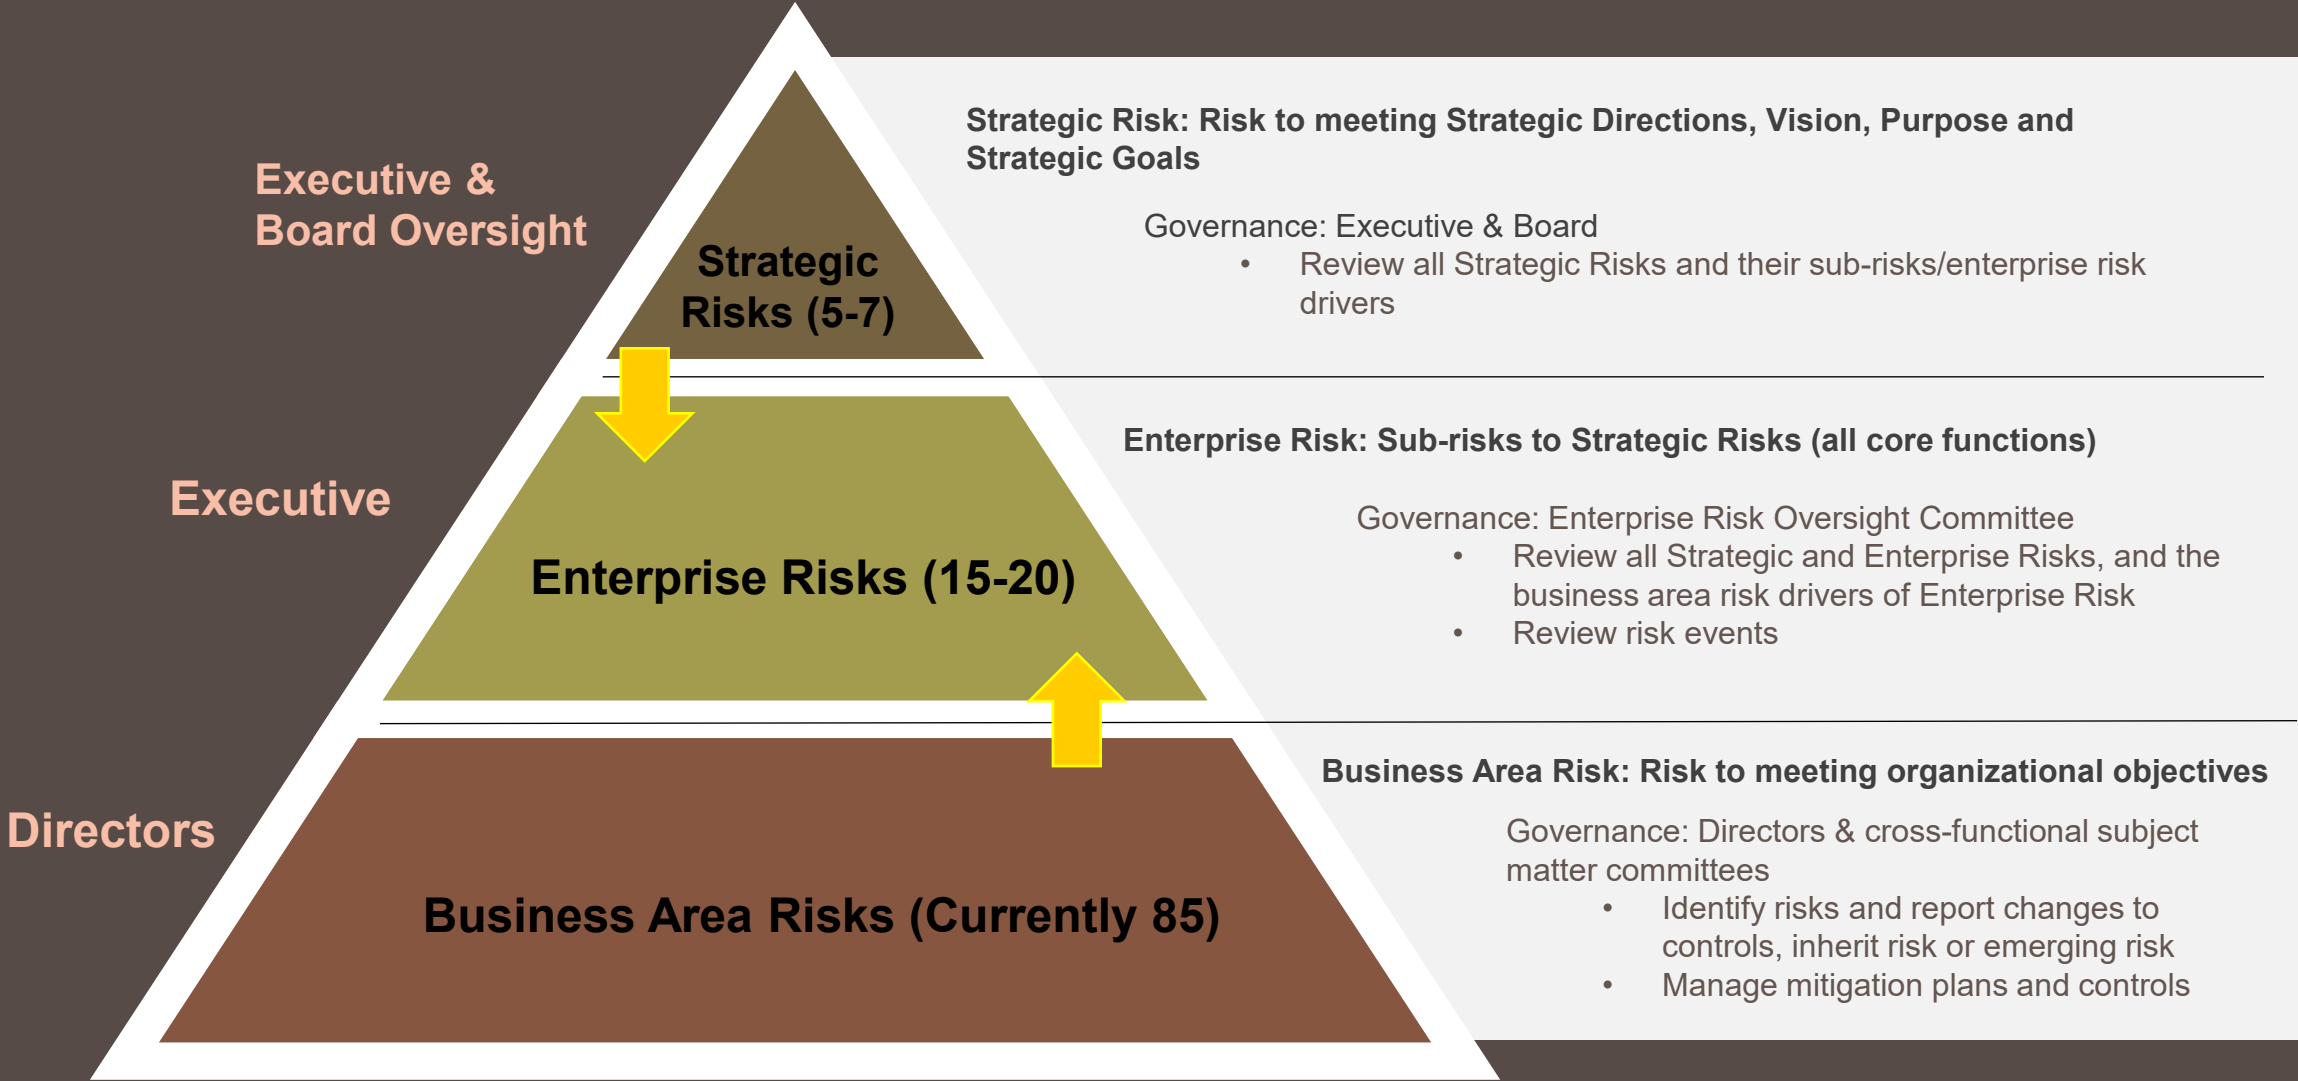 Executive &
Board Oversight
Strategic
Risks (5-7)
Strategic Risk: Risk to meeting Strategic Directions, Vision, Purpose and
Strategic Goals
Governance: Executive & Board
• Review all Strategic Risks and their sub-risks/enterprise risk
drivers
Executive
Enterprise Risks (15-20)
Enterprise Risk: Sub-risks to Strategic Risks (all core functions)
Governance: Enterprise Risk Oversight Committee
• Review all Strategic and Enterprise Risks, and the
business area risk drivers of Enterprise Risk
• Review risk events
Directors
Business Area Risks (Currently 85)
Business Area Risk: Risk to meeting organizational objectives
Governance: Directors & cross-functional subject
matter committees
• Identify risks and report changes to
controls, inherit risk or emerging risk
• Manage mitigation plans and controls